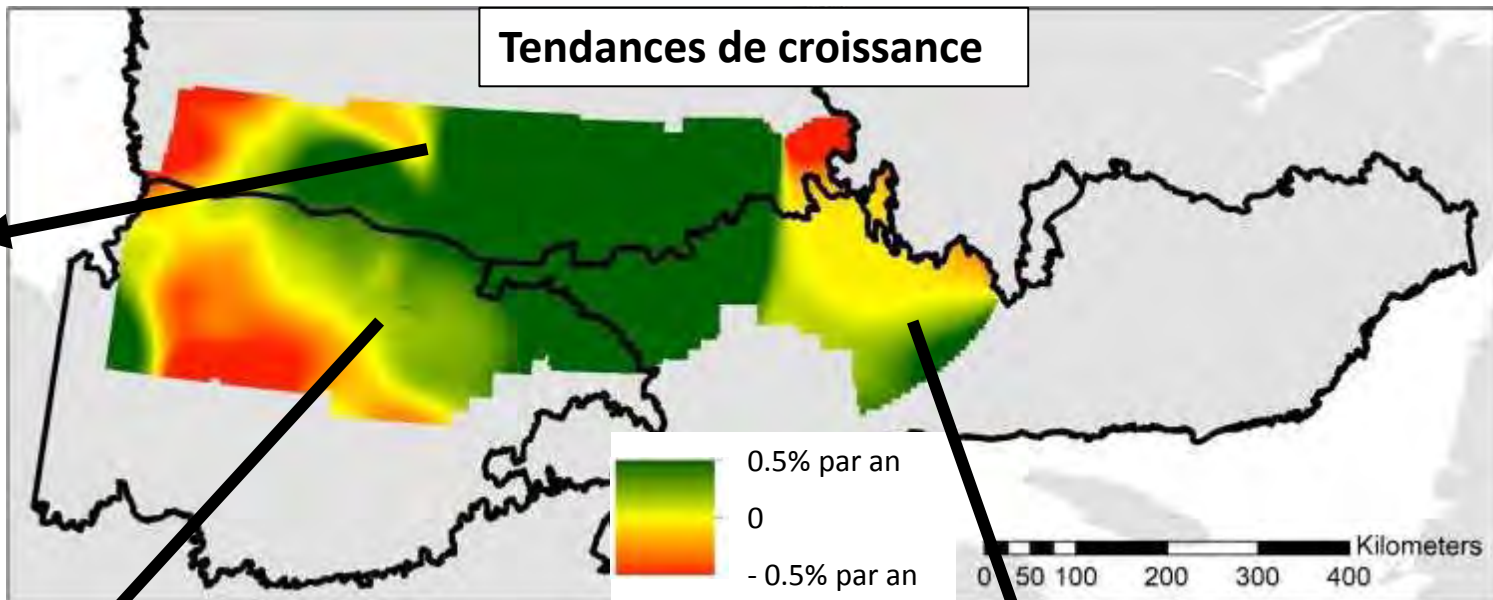 Tendances de croissance
0.5% par an
0
- 0.5% par an
Kilometers
0 50 100 200 300 400